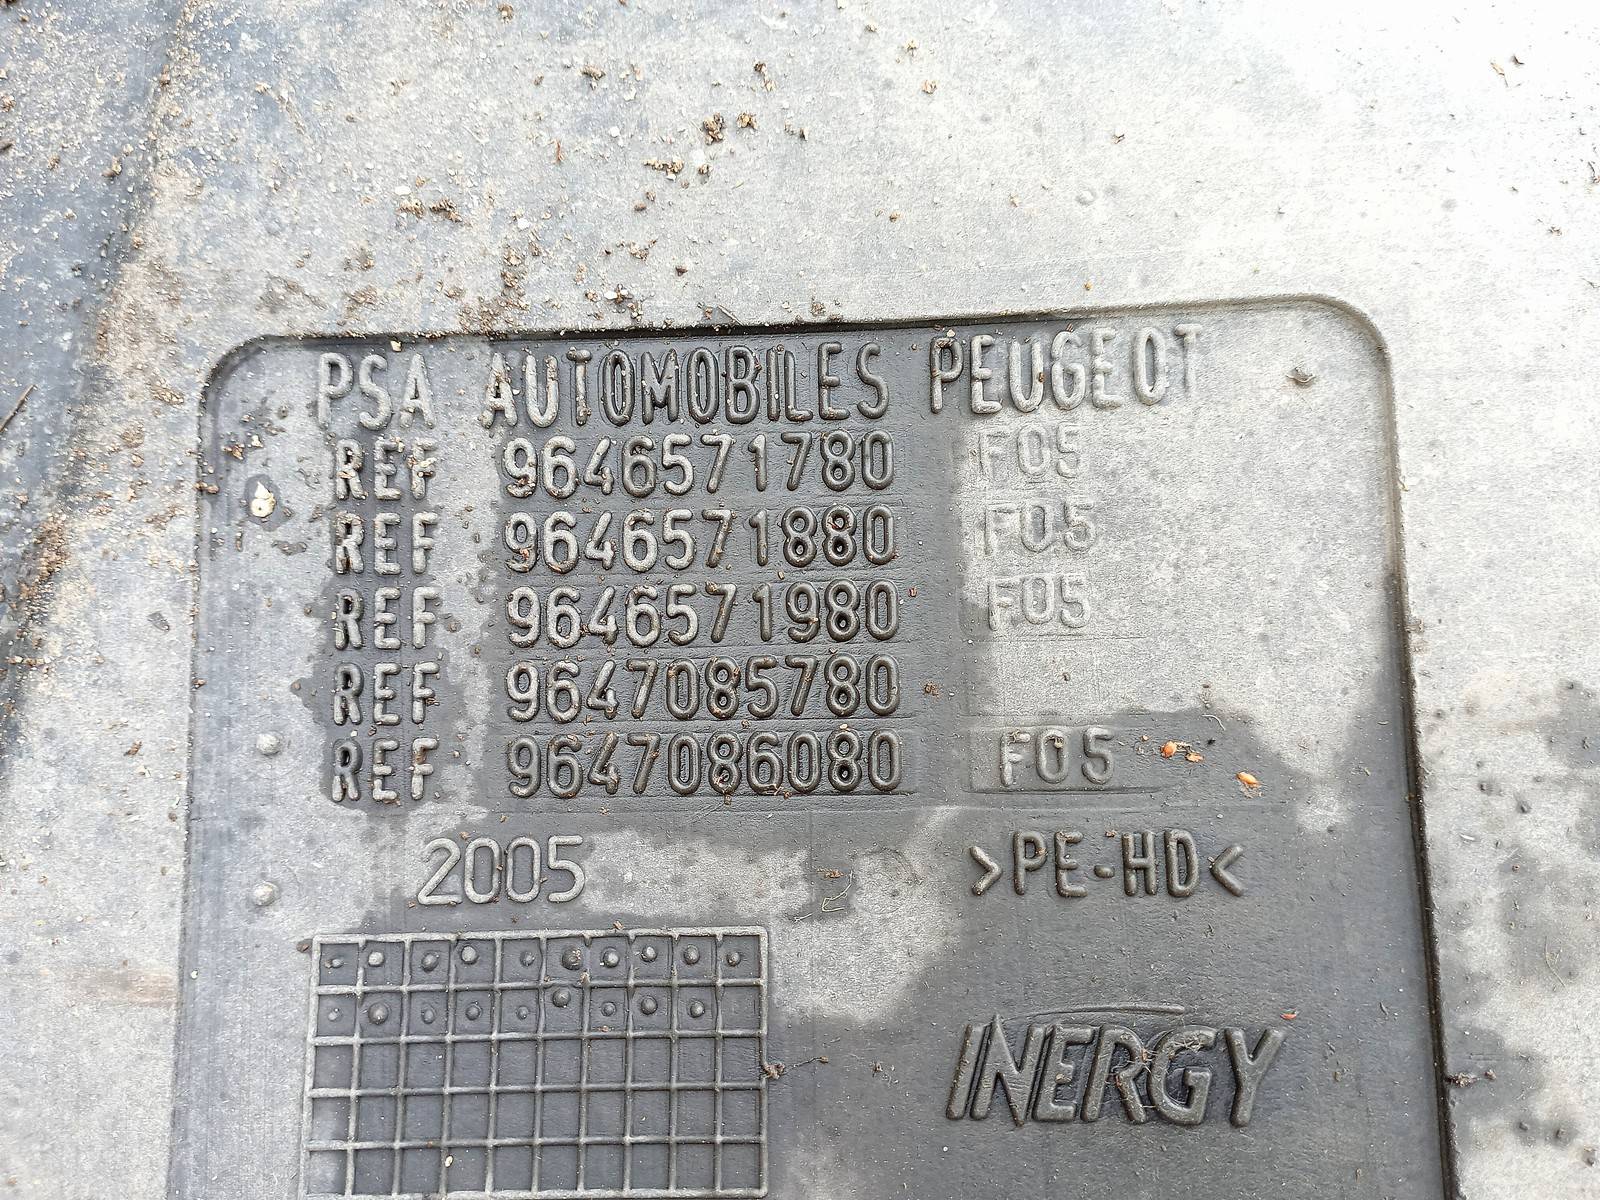 PSA AUTOMOBILES PEUGEOT
REF 9646571780 F05
REF 9646571880 F05
REF 9646571980 F05
REF 9647085780
REF 9647086080 F05
2005 >PE-HD<
INERGY